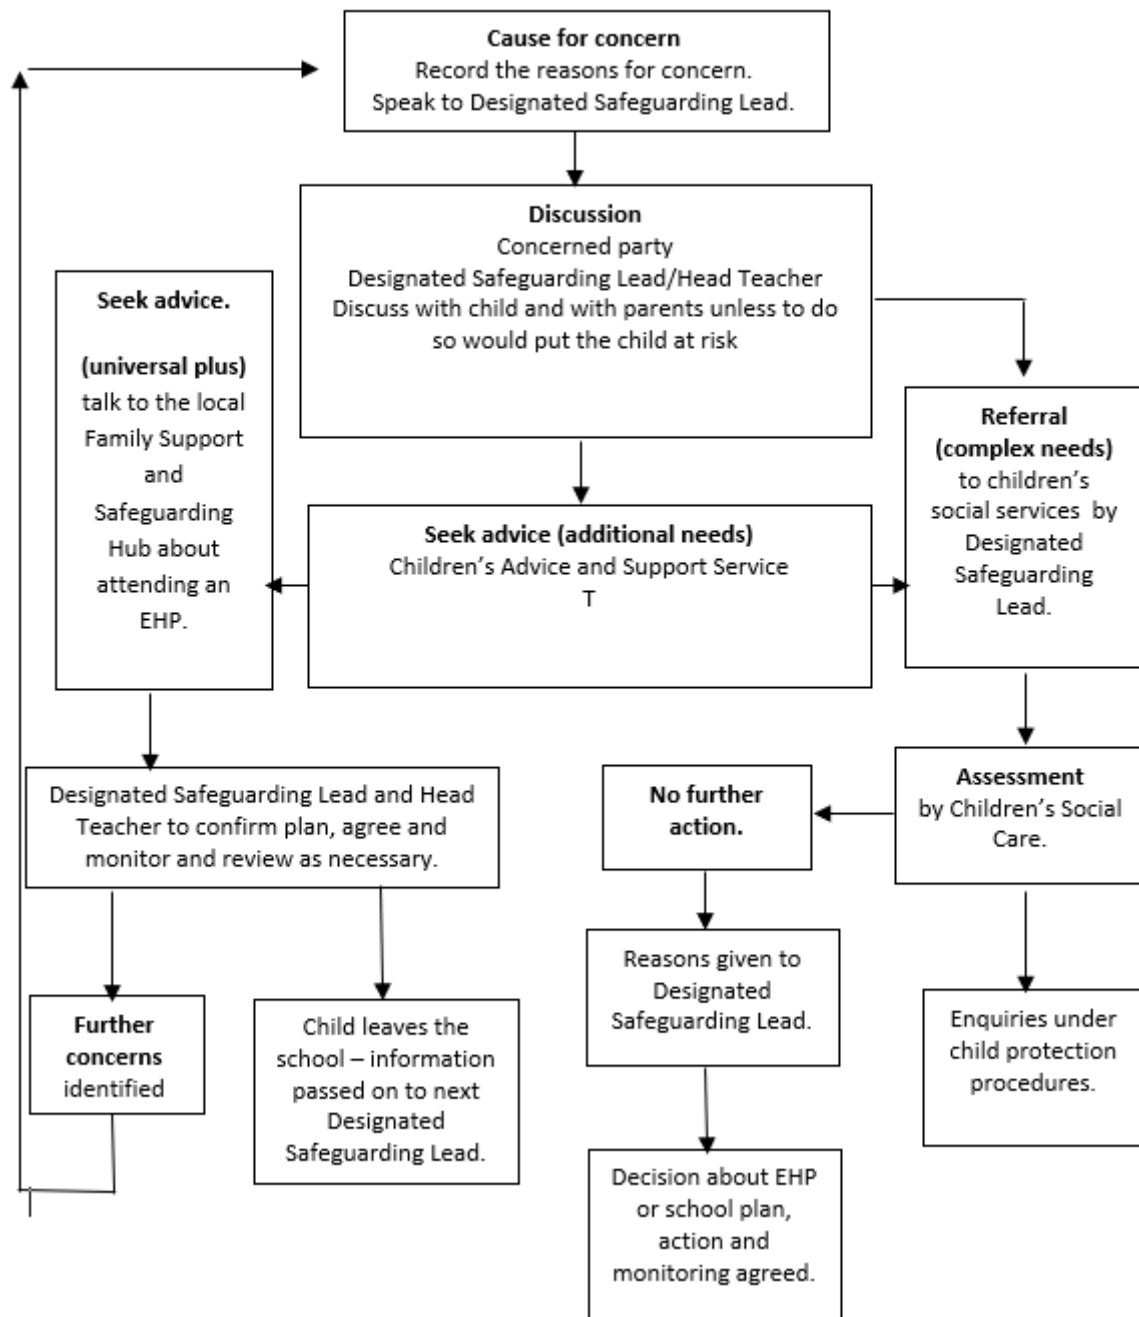 Cause for concern
Record the reasons for concern.
Speak to Designated Safeguarding Lead.
Discussion
Concerned party
Designated Safeguarding Lead/Head Teacher
Discuss with child and with parents unless to do
so would put the child at risk
Seek advice.
(universal plus)
talk to the local
Family Support
and
Safeguarding
Hub about
attending an
EHP.
Referral
(complex needs)
to children’s
social services by
Designated
Safeguarding
Lead.
Seek advice (additional needs)
Children’s Advice and Support Service
T
Designated Safeguarding Lead and Head
Teacher to confirm plan, agree and
monitor and review as necessary.
No further
action.
Assessment
by Children’s Social
Care.
Reasons given to
Designated
Safeguarding Lead.
Further
concerns
identified
Child leaves the
school – information
passed on to next
Designated
Safeguarding Lead.
Enquiries under
child protection
procedures.
Decision about EHP
or school plan,
action and
monitoring agreed.